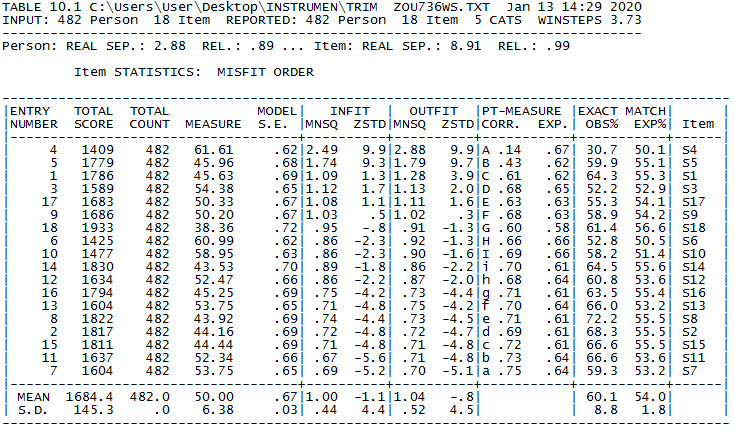 TABLE 10.1 C:\Users\User\Desktop\INSTRUMEN\TRIM  ZOU736WS.TXT  Jan 13 14:29 2020
INPUT: 482 Person  18 Item  REPORTED: 482 Person  18 Item  5 CATS  WINSTEPS 3.73
--------------------------------------------------------------------------------
Person: REAL SEP.: 2.88  REL.: .89 ... Item: REAL SEP.: 8.91  REL.: .99

         Item STATISTICS:  MISFIT ORDER

-------------------------------------------------------------------------------------------
|ENTRY   TOTAL  TOTAL           MODEL|   INFIT  |  OUTFIT  |PT-MEASURE |EXACT MATCH|      |
|NUMBER  SCORE  COUNT  MEASURE  S.E. |MNSQ  ZSTD|MNSQ  ZSTD|CORR.  EXP.| OBS%  EXP%| Item |
|------------------------------------+----------+----------+-----------+-----------+------|
|     4   1409    482   61.61     .62|2.49   9.9|2.88   9.9|A .14   .67| 30.7  50.1| S4   |
|     5   1779    482   45.96     .68|1.74   9.3|1.79   9.7|B .43   .62| 59.9  55.1| S5   |
|     1   1786    482   45.63     .69|1.09   1.3|1.28   3.9|C .61   .62| 64.3  55.3| S1   |
|     3   1589    482   54.38     .65|1.12   1.7|1.13   2.0|D .68   .65| 52.2  52.9| S3   |
|    17   1683    482   50.33     .67|1.08   1.1|1.11   1.6|E .63   .63| 55.3  54.1| S17  |
|     9   1686    482   50.20     .67|1.03    .5|1.02    .3|F .68   .63| 58.9  54.2| S9   |
|    18   1933    482   38.36     .72| .95   -.8| .91  -1.3|G .60   .58| 61.4  56.6| S18  |
|     6   1425    482   60.99     .62| .86  -2.3| .92  -1.3|H .66   .66| 52.8  50.5| S6   |
|    10   1477    482   58.95     .63| .86  -2.3| .90  -1.6|I .69   .66| 58.2  51.4| S10  |
|    14   1830    482   43.53     .70| .89  -1.8| .86  -2.2|i .70   .61| 64.5  55.6| S14  |
|    12   1634    482   52.47     .66| .86  -2.2| .87  -2.0|h .68   .64| 60.8  53.6| S12  |
|    16   1794    482   45.25     .69| .75  -4.2| .73  -4.4|g .71   .61| 63.5  55.4| S16  |
|    13   1604    482   53.75     .65| .71  -4.8| .75  -4.2|f .70   .64| 66.0  53.2| S13  |
|     8   1822    482   43.92     .69| .74  -4.4| .73  -4.5|e .71   .61| 72.2  55.5| S8   |
|     2   1817    482   44.16     .69| .72  -4.8| .72  -4.7|d .69   .61| 68.3  55.5| S2   |
|    15   1811    482   44.44     .69| .71  -4.8| .71  -4.8|c .72   .61| 66.6  55.5| S15  |
|    11   1637    482   52.34     .66| .67  -5.6| .71  -4.8|b .73   .64| 66.6  53.6| S11  |
|     7   1604    482   53.75     .65| .69  -5.2| .70  -5.1|a .75   .64| 59.3  53.2| S7   |
|------------------------------------+----------+----------+-----------+-----------+------|
| MEAN  1684.4  482.0   50.00     .67|1.00  -1.1|1.04   -.8|           | 60.1  54.0|      |
| S.D.   145.3     .0    6.38     .03| .44   4.4| .52   4.5|           |  8.8   1.8|      |
-------------------------------------------------------------------------------------------